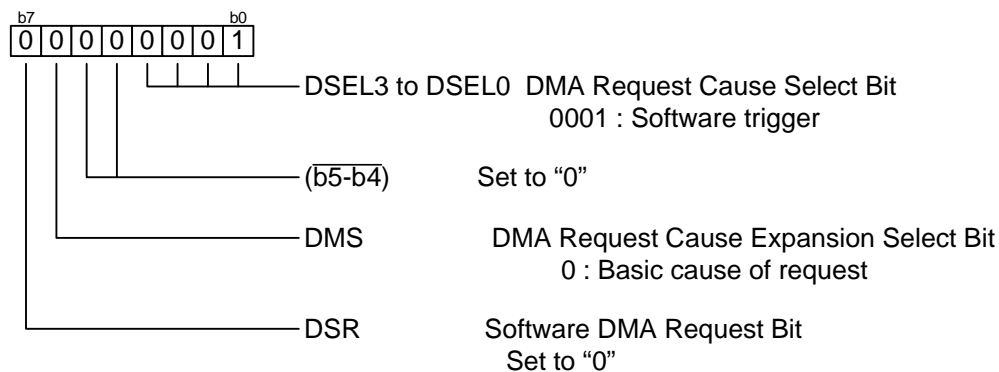 b7 b0
0 0 0 0 0 0 0 1
DSEL3 to DSEL0 DMA Request Cause Select Bit
0001 : Software trigger
(b5-b4) Set to “0”
DMS DMA Request Cause Expansion Select Bit
0 : Basic cause of request
DSR Software DMA Request Bit
Set to “0”